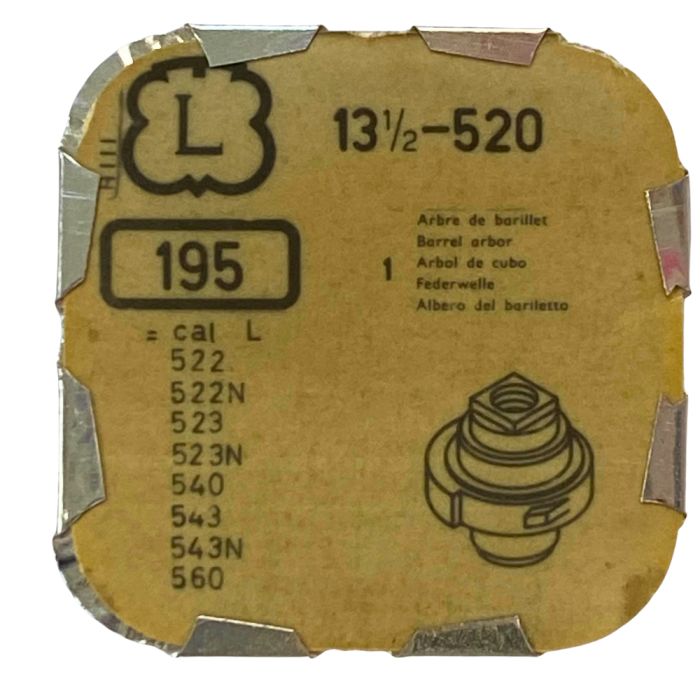 L
13½-520
195
1
Arbre de barillet
Barrel arbor
Arbol de cubo
Federwelle
Albero del bariletto
= cal L
522
522N
523
523N
540
543
543N
560